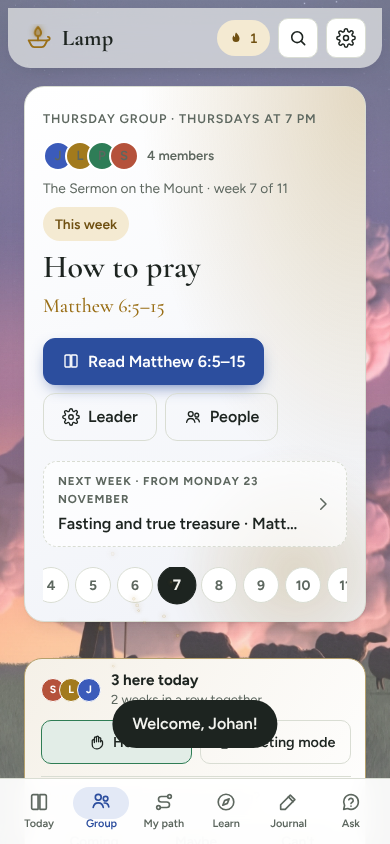 Lamp
1
THURSDAY GROUP · THURSDAYS AT 7 PM
L
S
4 members
The Sermon on the Mount · week 7 of 11
This week
How to pray
Matthew 6:5–15
Read Matthew 6:5–15
Leader
People
NEXT WEEK · FROM MONDAY 23
NOVEMBER
Fasting and true treasure · Matt...
4 5 6 7 8 9 10
S L J
3 here today
2 weeks in a row together
Welcome, Johan!
Today
Group
My path
Learn
Journal
Ask